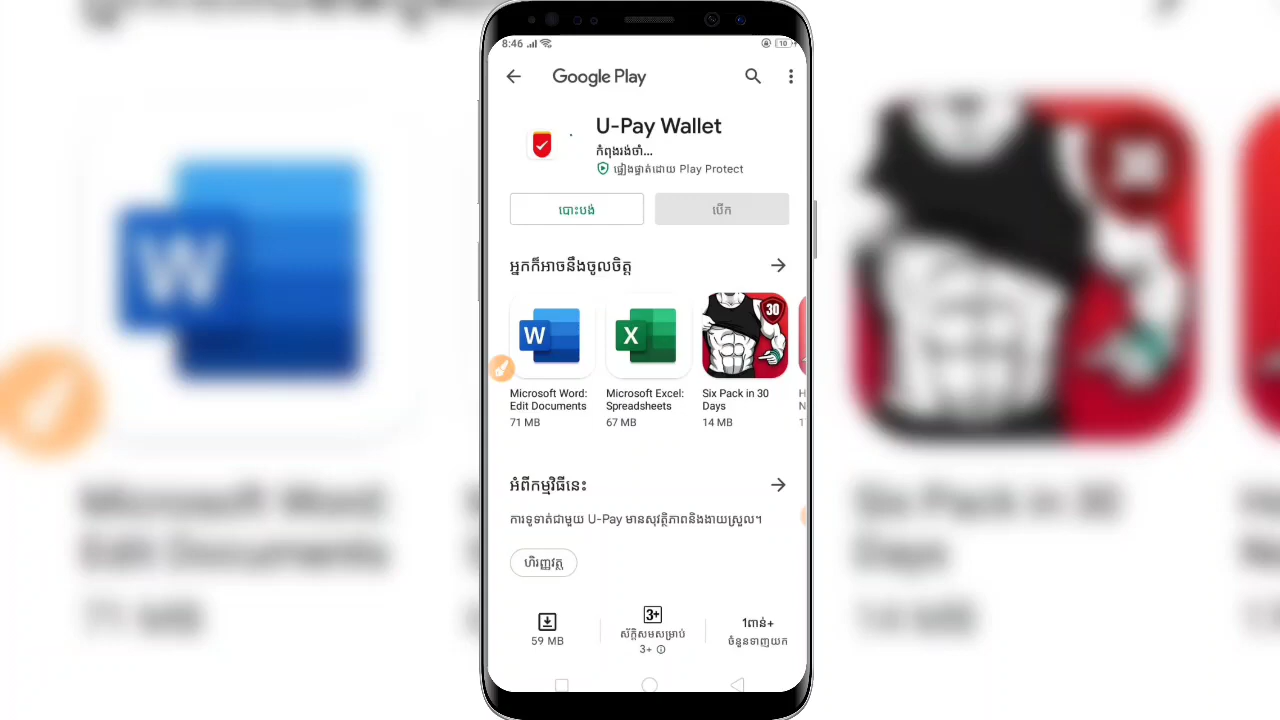 8:46
10
Google Play
U-Pay Wallet
កំពុងរង់ចាំ...
ផ្ទៀងផ្ទាត់ដោយ Play Protect
បោះបង់
បើក
អ្នកក៏អាចនឹងចូលចិត្ត
W
X
30
Microsoft Word:
Edit Documents
71 MB
Microsoft Excel:
Spreadsheets
67 MB
Six Pack in 30
Days
14 MB
អំពីកម្មវិធីនេះ
ការទូទាត់ជាមួយ U-Pay មានសុវត្ថិភាពនិងងាយស្រួល។
ហិរញ្ញវត្ថុ
59 MB
3+
ស័ក្តិសមសម្រាប់
3+
1ពាន់+
ចំនួនទាញយក